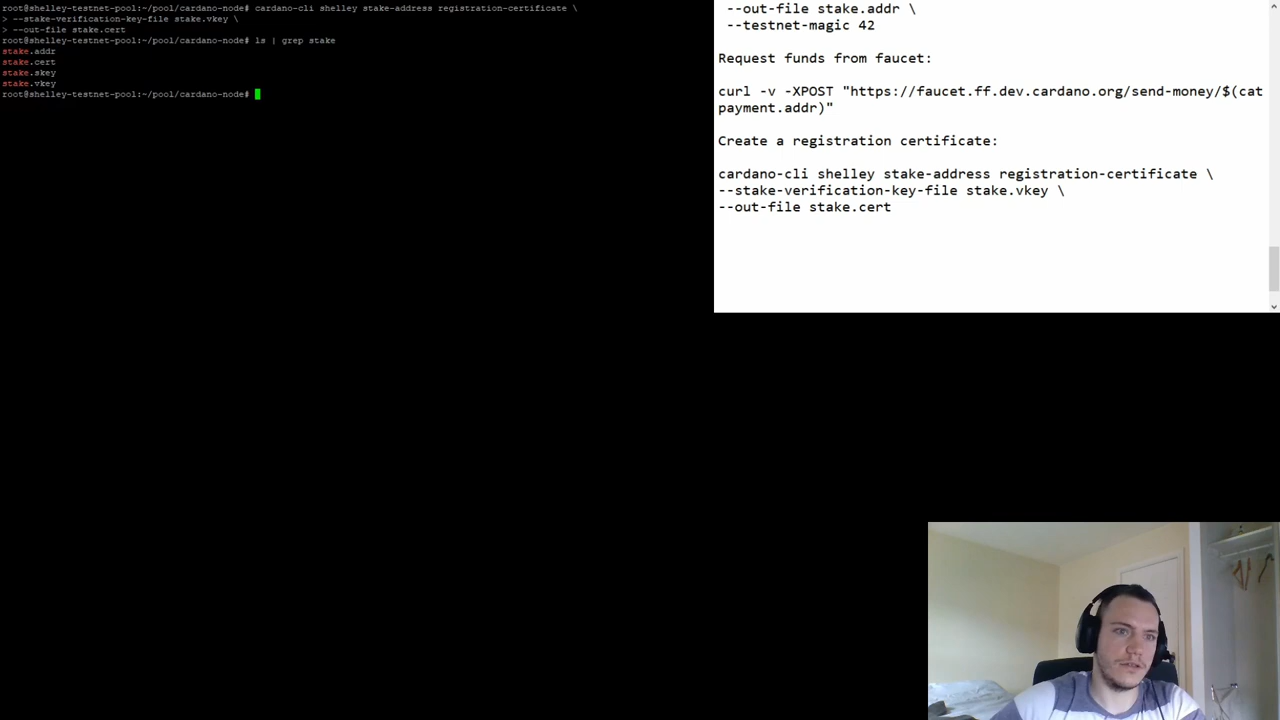 root@shelley-testnet-pool:~/pool/cardano-node# cardano-cli shelley stake-address registration-certificate \
> --stake-verification-key-file stake.vkey \
> --out-file stake.cert
root@shelley-testnet-pool:~/pool/cardano-node# ls | grep stake
stake.addr
stake.cert
stake.skey
stake.vkey
root@shelley-testnet-pool:~/pool/cardano-node#
--out-file stake.addr \
--testnet-magic 42
Request funds from faucet:
curl -v -XPOST "https://faucet.ff.dev.cardano.org/send-money/$(cat
payment.addr)"
Create a registration certificate:
cardano-cli shelley stake-address registration-certificate \
--stake-verification-key-file stake.vkey \
--out-file stake.cert